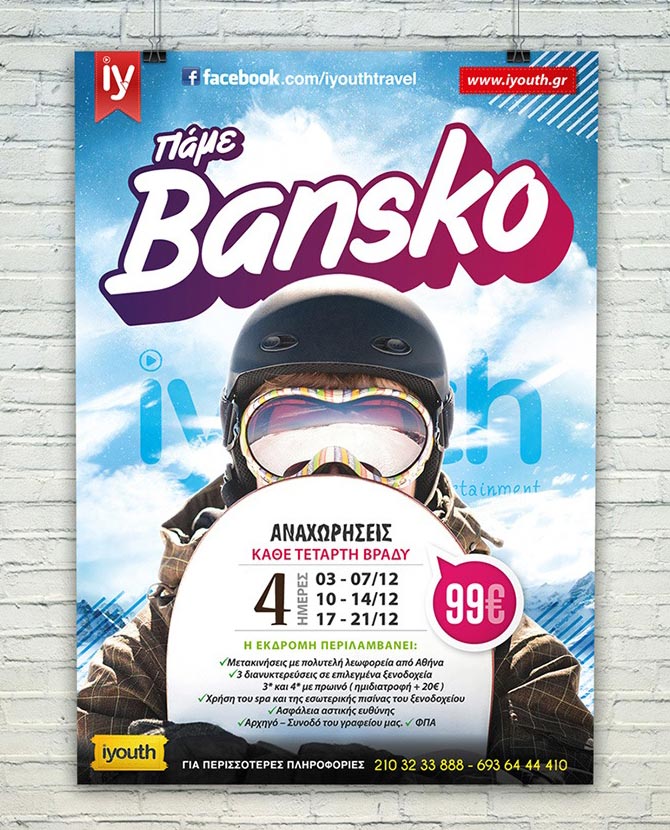 iy
facebook.com/iyouthtravel
www.iyouth.gr
Πάμε
Bansko
iyouth
ΑΝΑΧΩΡΗΣΕΙΣ
ΚΑΘΕ ΤΕΤΑΡΤΗ ΒΡΑΔΥ
4 ΗΜΕΡΕΣ
03 - 07/12
10 - 14/12
17 - 21/12
99€
Η ΕΚΔΡΟΜΗ ΠΕΡΙΛΑΜΒΑΝΕΙ:
✓Μετακινήσεις με πολυτελή λεωφορεία από Αθήνα
✓3 διανυκτερεύσεις σε επιλεγμένα ξενοδοχεία
3* και 4* με πρωινό ( ημιδιατροφή + 20€ )
✓Χρήση του spa και της εσωτερικής πισίνας του ξενοδοχείου
✓Ασφάλεια αστικής ευθύνης
✓Αρχηγό – Συνοδό του γραφείου μας. ✓ ΦΠΑ
iyouth
ΓΙΑ ΠΕΡΙΣΣΟΤΕΡΕΣ ΠΛΗΡΟΦΟΡΙΕΣ 210 32 33 888 - 693 64 44 410